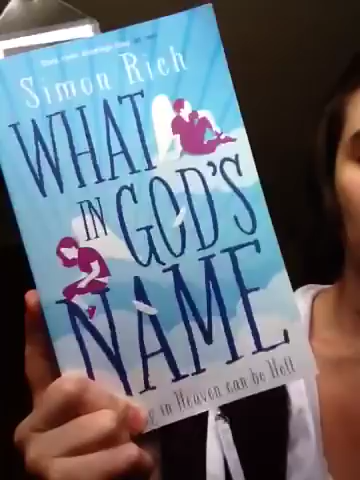 Simon Rich
WHAT
IN
GOD'S
NAME
in Heaven can be Hell